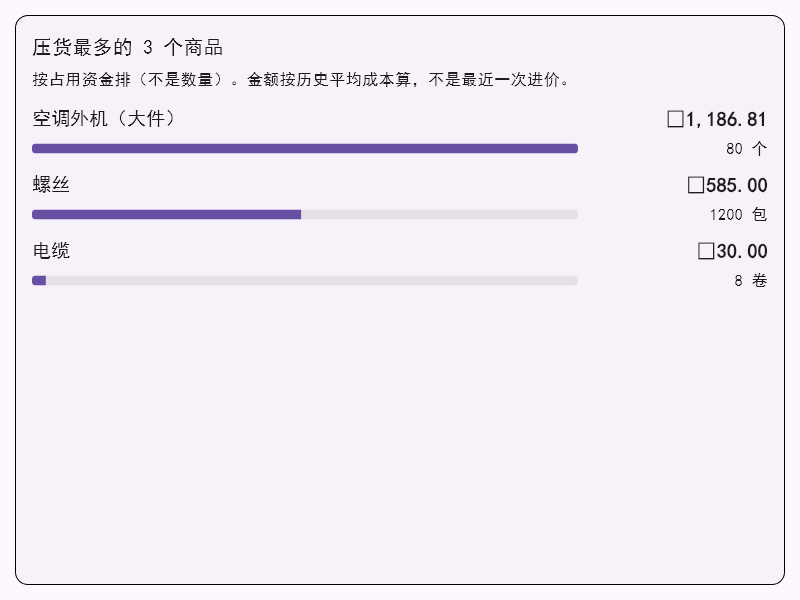 压货最多的 3 个商品
按占用资金排（不是数量）。金额按历史平均成本算，不是最近一次进价。
空调外机（大件）
□1,186.81
80 个
螺丝
□585.00
1200 包
电缆
□30.00
8 卷